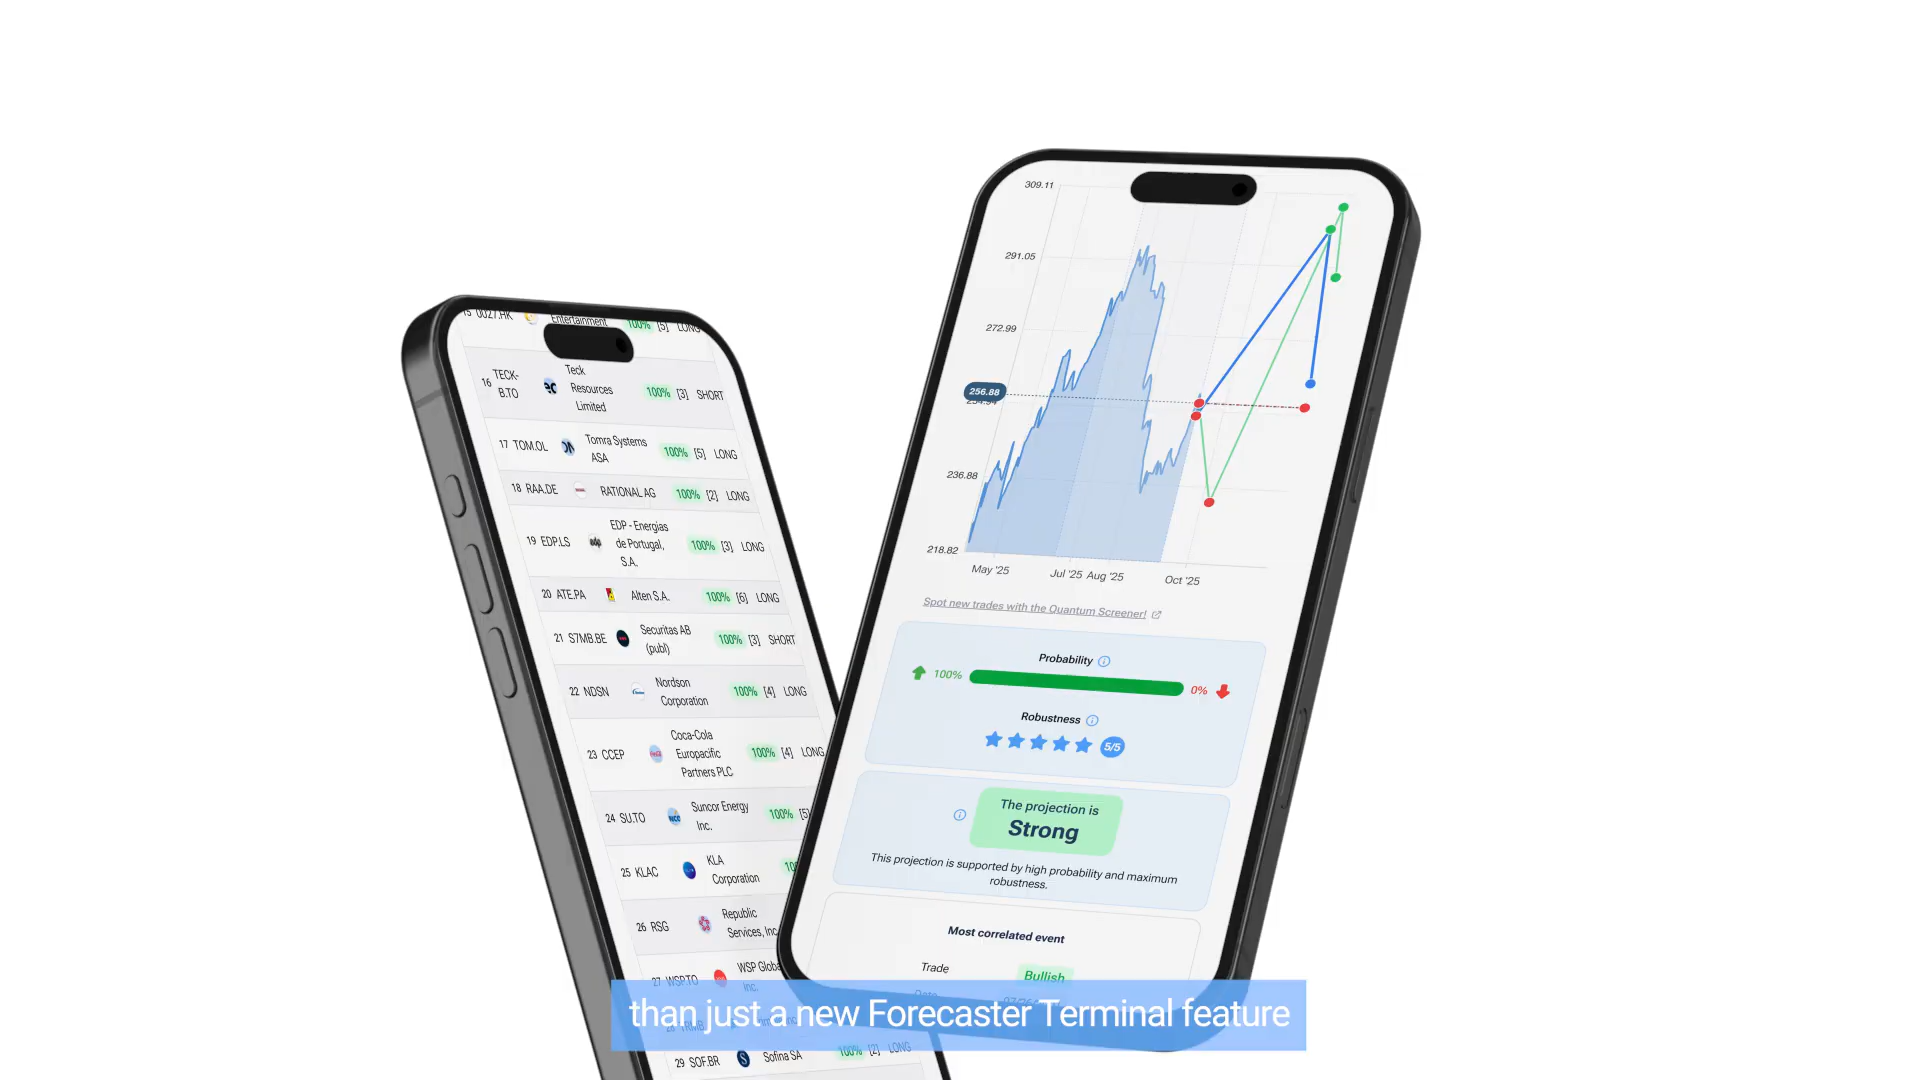 15 0027.HK Entertainment 100% [5] LONG
16 TECK-B.TO Teck Resources Limited 100% [3] SHORT
17 TOM.OL Tomra Systems ASA 100% [5] LONG
18 RAA.DE RATIONAL AG 100% [2] LONG
19 EDP.LS EDP - Energias de Portugal, S.A. 100% [3] LONG
20 ATE.PA Alten S.A. 100% [6] LONG
21 S7MB.BE Securitas AB (publ) 100% [3] SHORT
22 NDSN Nordson Corporation 100% [4] LONG
23 CCEP Coca-Cola Europacific Partners PLC 100% [4] LONG
24 SU.TO Suncor Energy Inc. 100% [5]
25 KLAC KLA Corporation
26 RSG Republic Services, Inc.
27 WSP.TO WSP Global Inc.
29 SOF.BR Sofina SA 100% [2] LONG
309.11
291.05
272.99
256.88
254.94
236.88
218.82
May '25 Jul '25 Aug '25 Oct '25
Spot new trades with the Quantum Screener!
Probability
100% 0%
Robustness
5/5
The projection is
Strong
This projection is supported by high probability and maximum
robustness.
Most correlated event
Trade Bullish
than just a new Forecaster Terminal feature